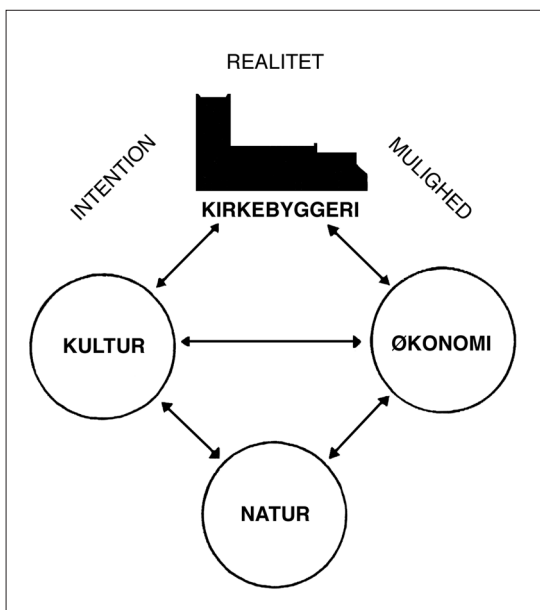 REALITET
INTENTION
MULIGHED
KIRKEBYGGERI
KULTUR
ØKONOMI
NATUR